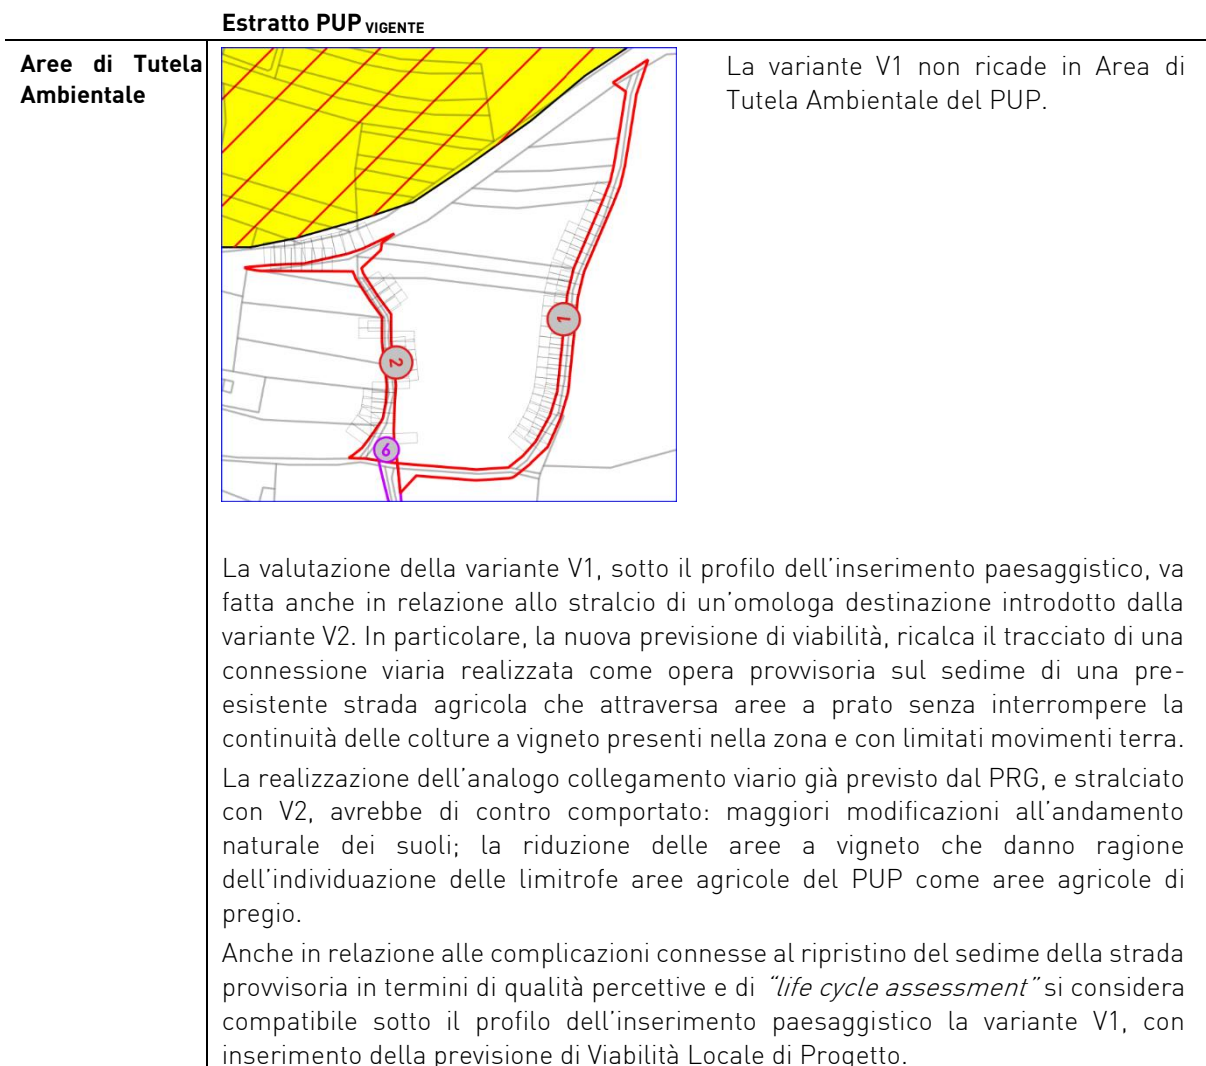 Estratto PUP VIGENTE
Aree di Tutela
Ambientale
La variante V1 non ricade in Area di
Tutela Ambientale del PUP.
1
2
6
La valutazione della variante V1, sotto il profilo dell'inserimento paesaggistico, va
fatta anche in relazione allo stralcio di un'omologa destinazione introdotto dalla
variante V2. In particolare, la nuova previsione di viabilità, ricalca il tracciato di una
connessione viaria realizzata come opera provvisoria sul sedime di una pre-
esistente strada agricola che attraversa aree a prato senza interrompere la
continuità delle colture a vigneto presenti nella zona e con limitati movimenti terra.
La realizzazione dell'analogo collegamento viario già previsto dal PRG, e stralciato
con V2, avrebbe di contro comportato: maggiori modificazioni all'andamento
naturale dei suoli; la riduzione delle aree a vigneto che danno ragione
dell'individuazione delle limitrofe aree agricole del PUP come aree agricole di
pregio.
Anche in relazione alle complicazioni connesse al ripristino del sedime della strada
provvisoria in termini di qualità percettive e di "life cycle assessment" si considera
compatibile sotto il profilo dell'inserimento paesaggistico la variante V1, con
inserimento della previsione di Viabilità Locale di Progetto.